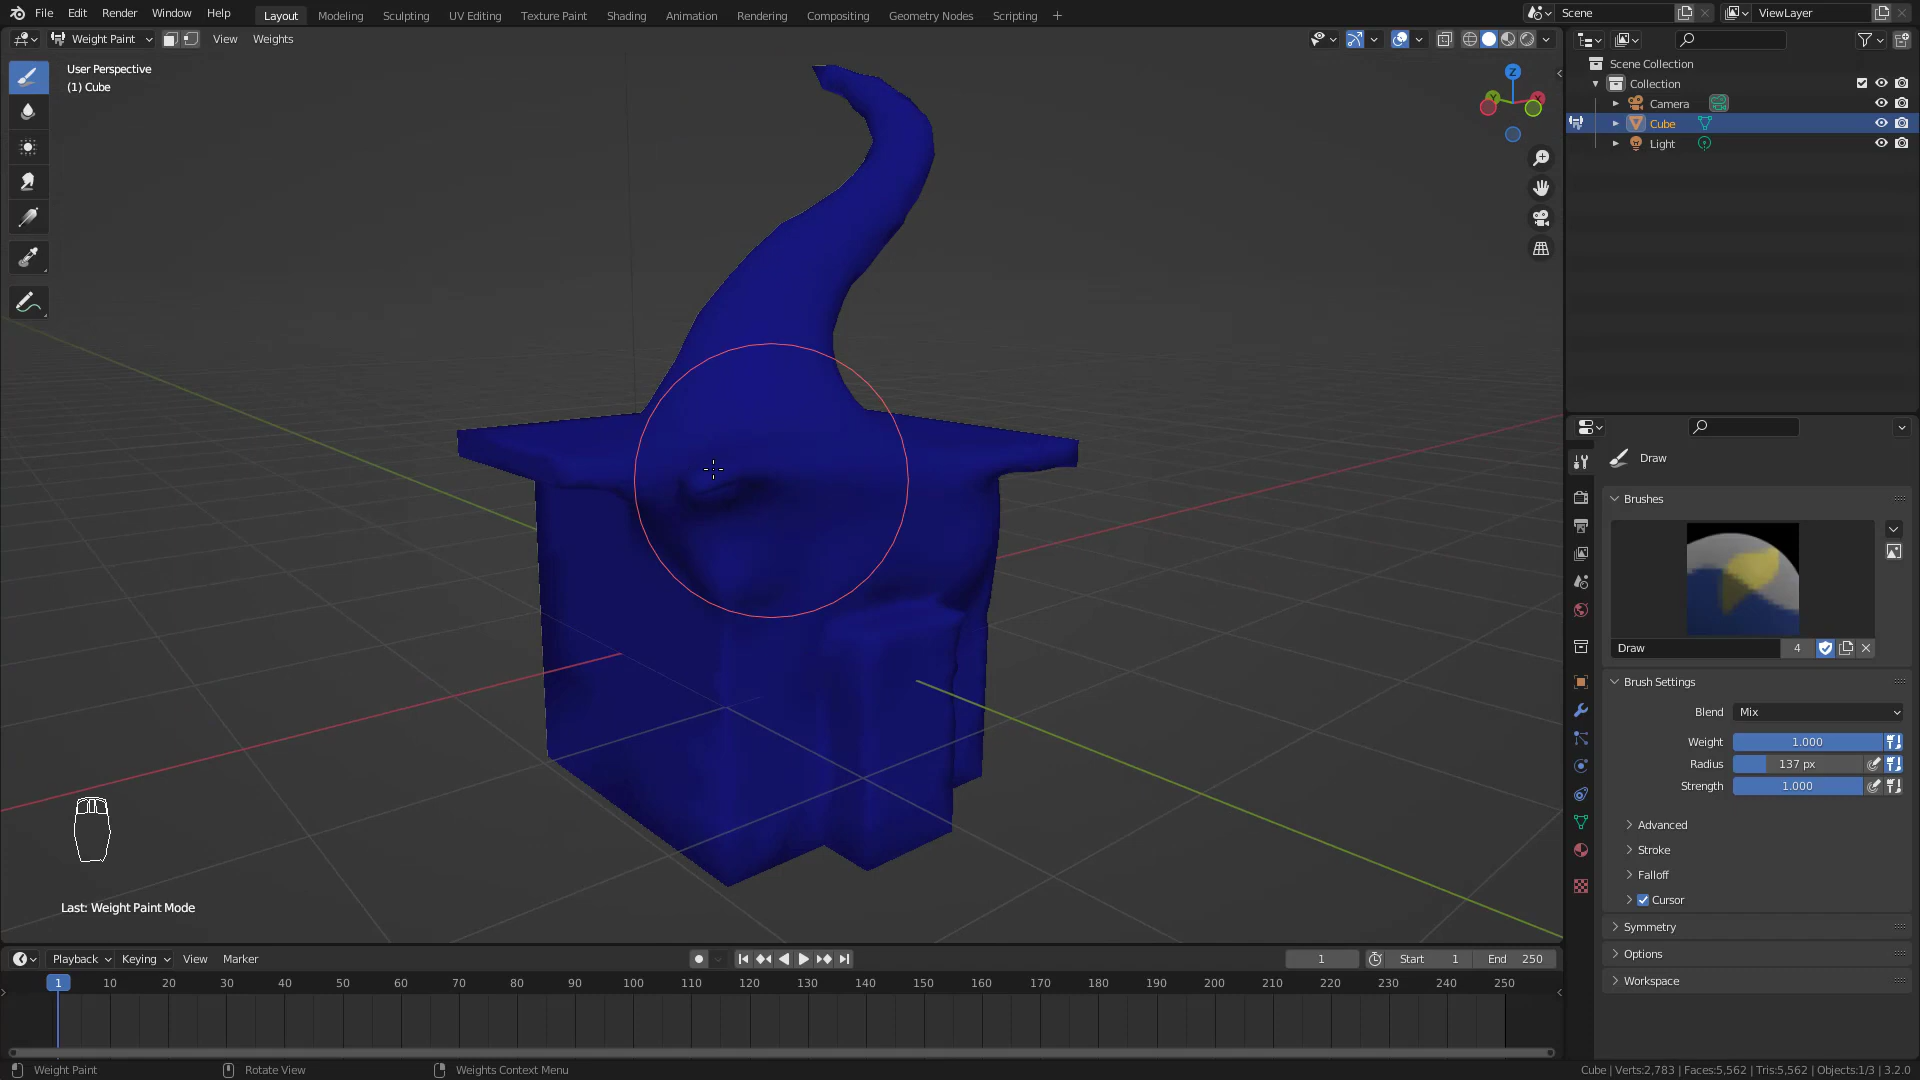 File Edit Render Window Help Layout Modeling Sculpting UV Editing Texture Paint Shading Animation Rendering Compositing Geometry Nodes Scripting + Scene ViewLayer
Weight Paint View Weights
User Perspective
(1) Cube
Z
Y X
Scene Collection
Collection
Camera
Cube
Light
Draw
Brushes
Draw 4
Brush Settings
Blend Mix
Weight 1.000
Radius 137 px
Strength 1.000
Advanced
Stroke
Falloff
Cursor
Symmetry
Options
Workspace
Last: Weight Paint Mode
Playback Keying View Marker 1 Start 1 End 250
1 10 20 30 40 50 60 70 80 90 100 110 120 130 140 150 160 170 180 190 200 210 220 230 240 250
Weight Paint Rotate View Weights Context Menu Cube | Verts:2,783 | Faces:5,562 | Tris:5,562 | Objects:1/3 | 3.2.0